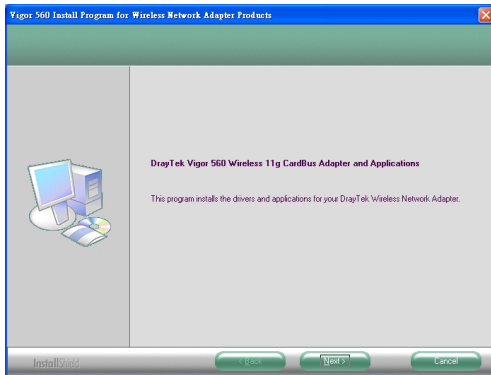 Vigor 560 Install Program for Wireless Network Adapter Products
DrayTek Vigor 560 Wireless 11g CardBus Adapter and Applications
This program installs the drivers and applications for your DrayTek Wireless Network Adapter.
InstallShield
< Back
Next >
Cancel